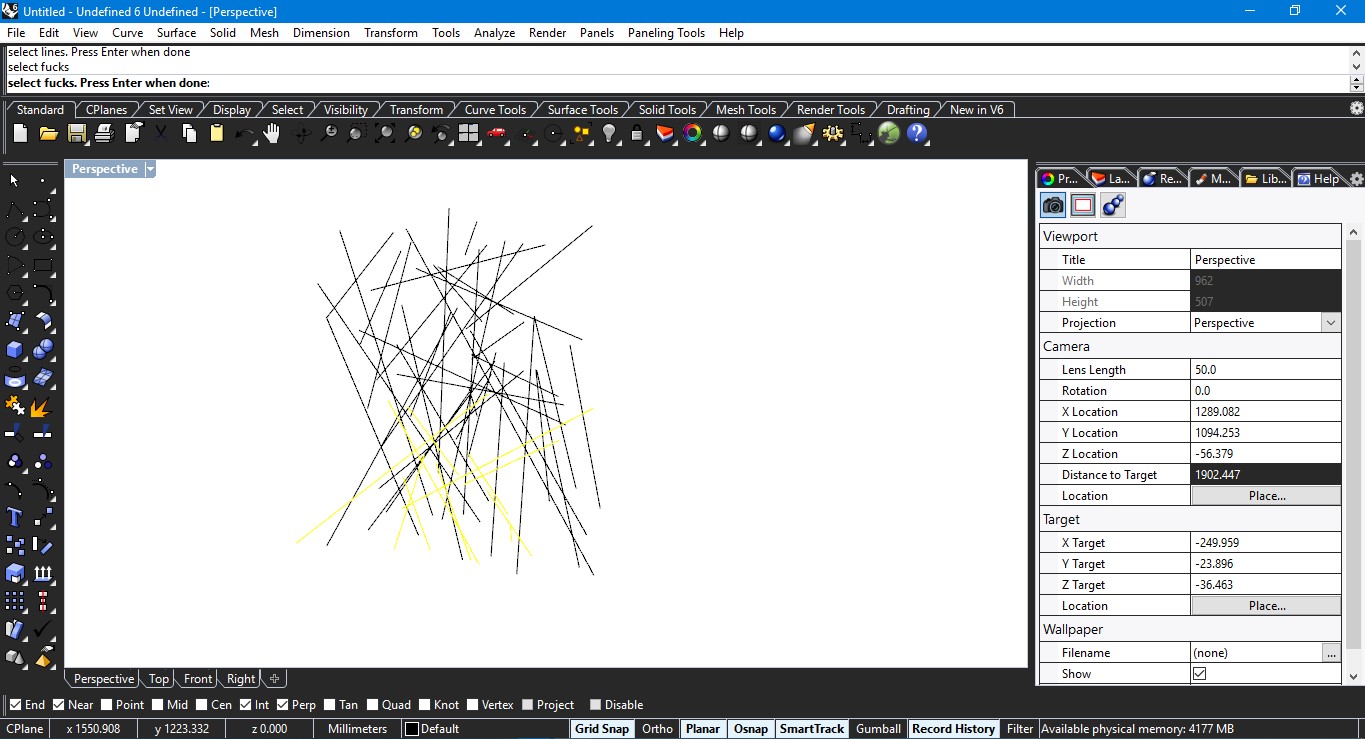 Untitled - Undefined 6 Undefined - [Perspective]
File Edit View Curve Surface Solid Mesh Dimension Transform Tools Analyze Render Panels Paneling Tools Help
select lines. Press Enter when done
select fucks
select fucks. Press Enter when done:
Standard CPlanes Set View Display Select Visibility Transform Curve Tools Surface Tools Solid Tools Mesh Tools Render Tools Drafting New in V6
Perspective
Pr... La... Re... M... Lib... Help
Viewport
Title Perspective
Width 962
Height 507
Projection Perspective
Camera
Lens Length 50.0
Rotation 0.0
X Location 1289.082
Y Location 1094.253
Z Location -56.379
Distance to Target 1902.447
Location Place...
Target
X Target -249.959
Y Target -23.896
Z Target -36.463
Location Place...
Wallpaper
Filename (none) ...
Show
Perspective Top Front Right
End Near Point Mid Cen Int Perp Tan Quad Knot Vertex Project Disable
CPlane x 1550.908 y 1223.332 z 0.000 Millimeters Default Grid Snap Ortho Planar Osnap SmartTrack Gumball Record History Filter Available physical memory: 4177 MB